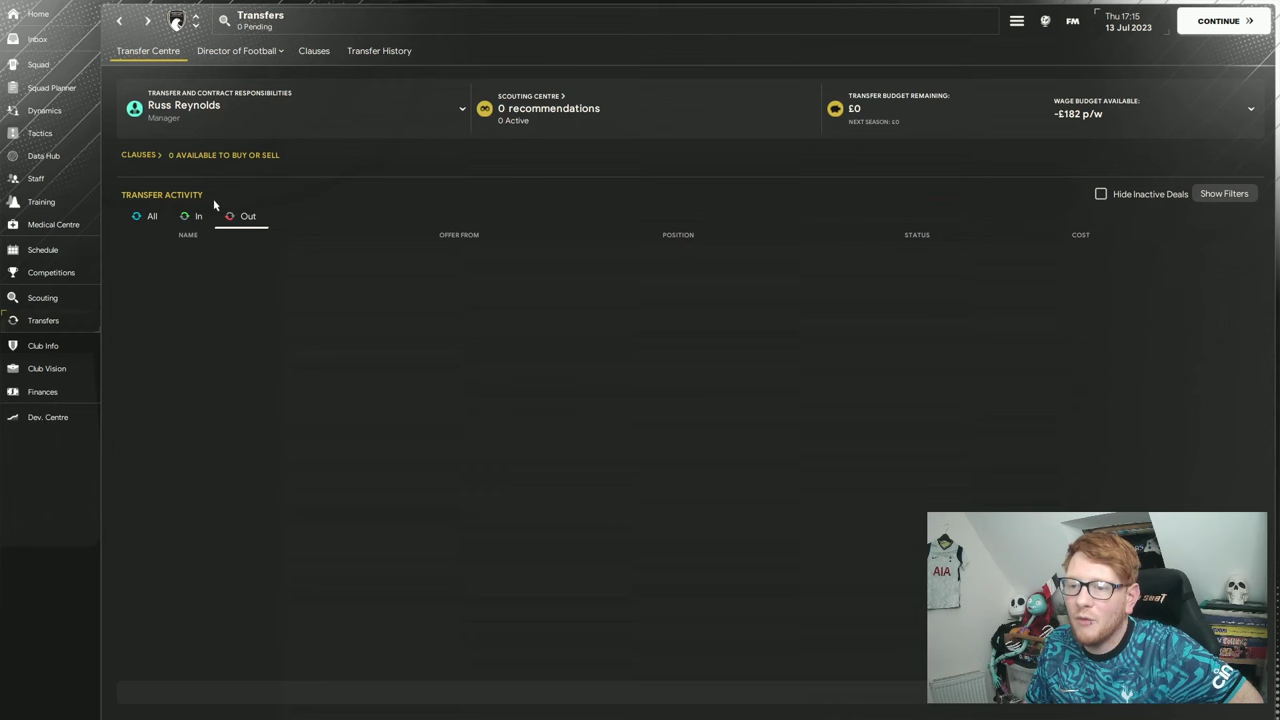 Home
Inbox
Squad
Squad Planner
Dynamics
Tactics
Data Hub
Staff
Training
Medical Centre
Schedule
Competitions
Scouting
Transfers
Club Info
Club Vision
Finances
Dev. Centre
Transfers
0 Pending
FM
Thu 17:15
13 Jul 2023
CONTINUE
Transfer Centre
Director of Football
Clauses
Transfer History
TRANSFER AND CONTRACT RESPONSIBILITIES
Russ Reynolds
Manager
SCOUTING CENTRE >
0 recommendations
0 Active
TRANSFER BUDGET REMAINING:
£0
NEXT SEASON: £0
WAGE BUDGET AVAILABLE:
-£182 p/w
CLAUSES > 0 AVAILABLE TO BUY OR SELL
TRANSFER ACTIVITY
Hide Inactive Deals
Show Filters
All
In
Out
NAME
OFFER FROM
POSITION
STATUS
COST
AIA